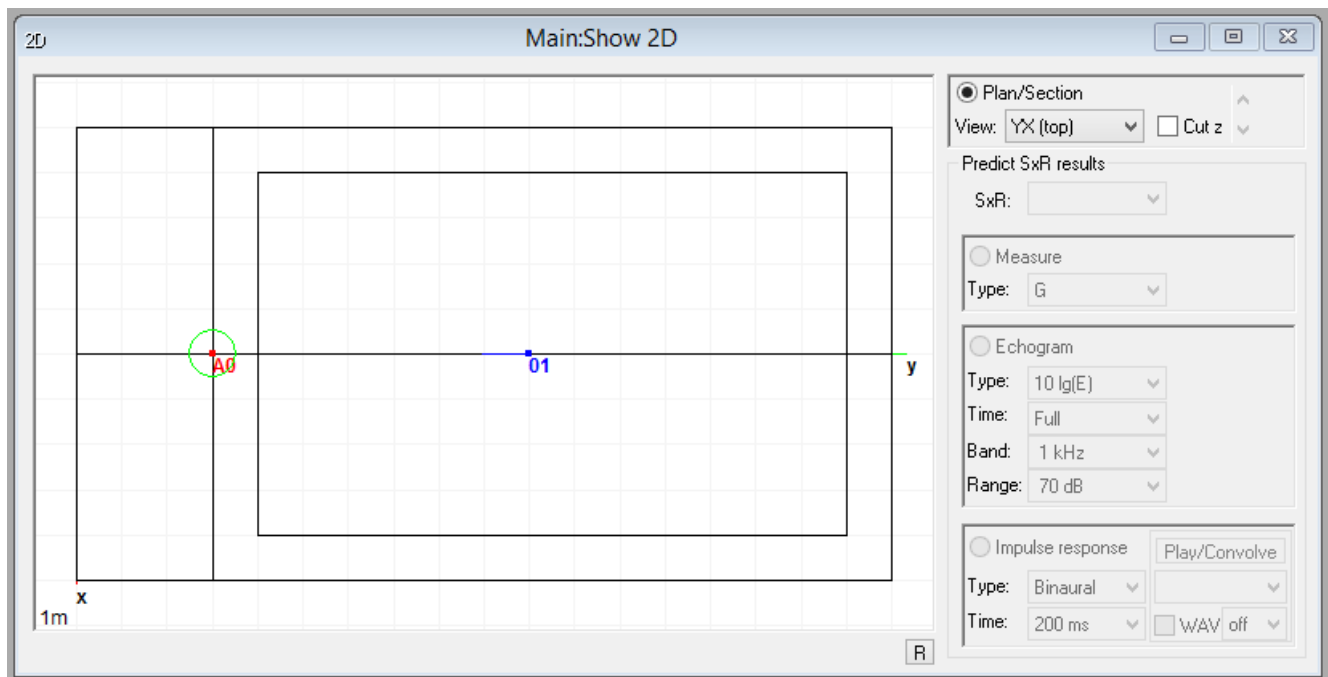 2D Main:Show 2D
A0
01
y
x
1m
R
Plan/Section
View: YX (top) Cut z
Predict SxR results
SxR:
Measure
Type: G
Echogram
Type: 10 lg(E)
Time: Full
Band: 1 kHz
Range: 70 dB
Impulse response Play/Convolve
Type: Binaural
Time: 200 ms WAV off